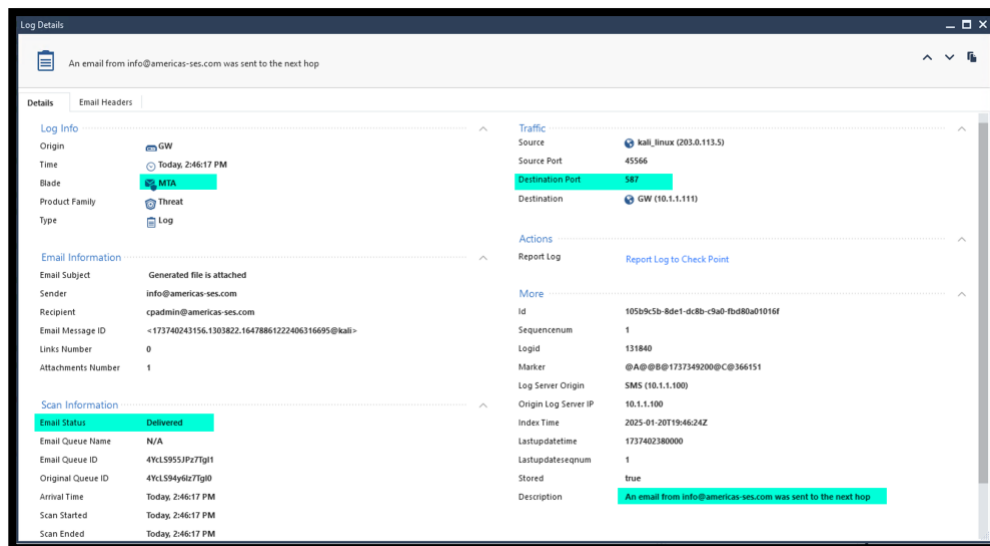 Log Details
An email from info@americas-ses.com was sent to the next hop
Details
Email Headers
Log Info
Origin GW
Time Today, 2:46:17 PM
Blade MTA
Product Family Threat
Type Log
Email Information
Email Subject Generated file is attached
Sender info@americas-ses.com
Recipient cpadmin@americas-ses.com
Email Message ID <173740243156.1303822.16478861222406316695@kali>
Links Number 0
Attachments Number 1
Scan Information
Email Status Delivered
Email Queue Name N/A
Email Queue ID 4YcLS955JPz7TgI1
Original Queue ID 4YcLS94y6Iz7TgI0
Arrival Time Today, 2:46:17 PM
Scan Started Today, 2:46:17 PM
Scan Ended Today, 2:46:17 PM
Traffic
Source kali_linux (203.0.113.5)
Source Port 45566
Destination Port 587
Destination GW (10.1.1.111)
Actions
Report Log Report Log to Check Point
More
Id 105b9c5b-8de1-dc8b-c9a0-fbd80a01016f
Sequencenum 1
Logid 131840
Marker @A@@B@1737349200@C@366151
Log Server Origin SMS (10.1.1.100)
Origin Log Server IP 10.1.1.100
Index Time 2025-01-20T19:46:24Z
Lastupdatetime 1737402380000
Lastupdateseqnum 1
Stored true
Description An email from info@americas-ses.com was sent to the next hop